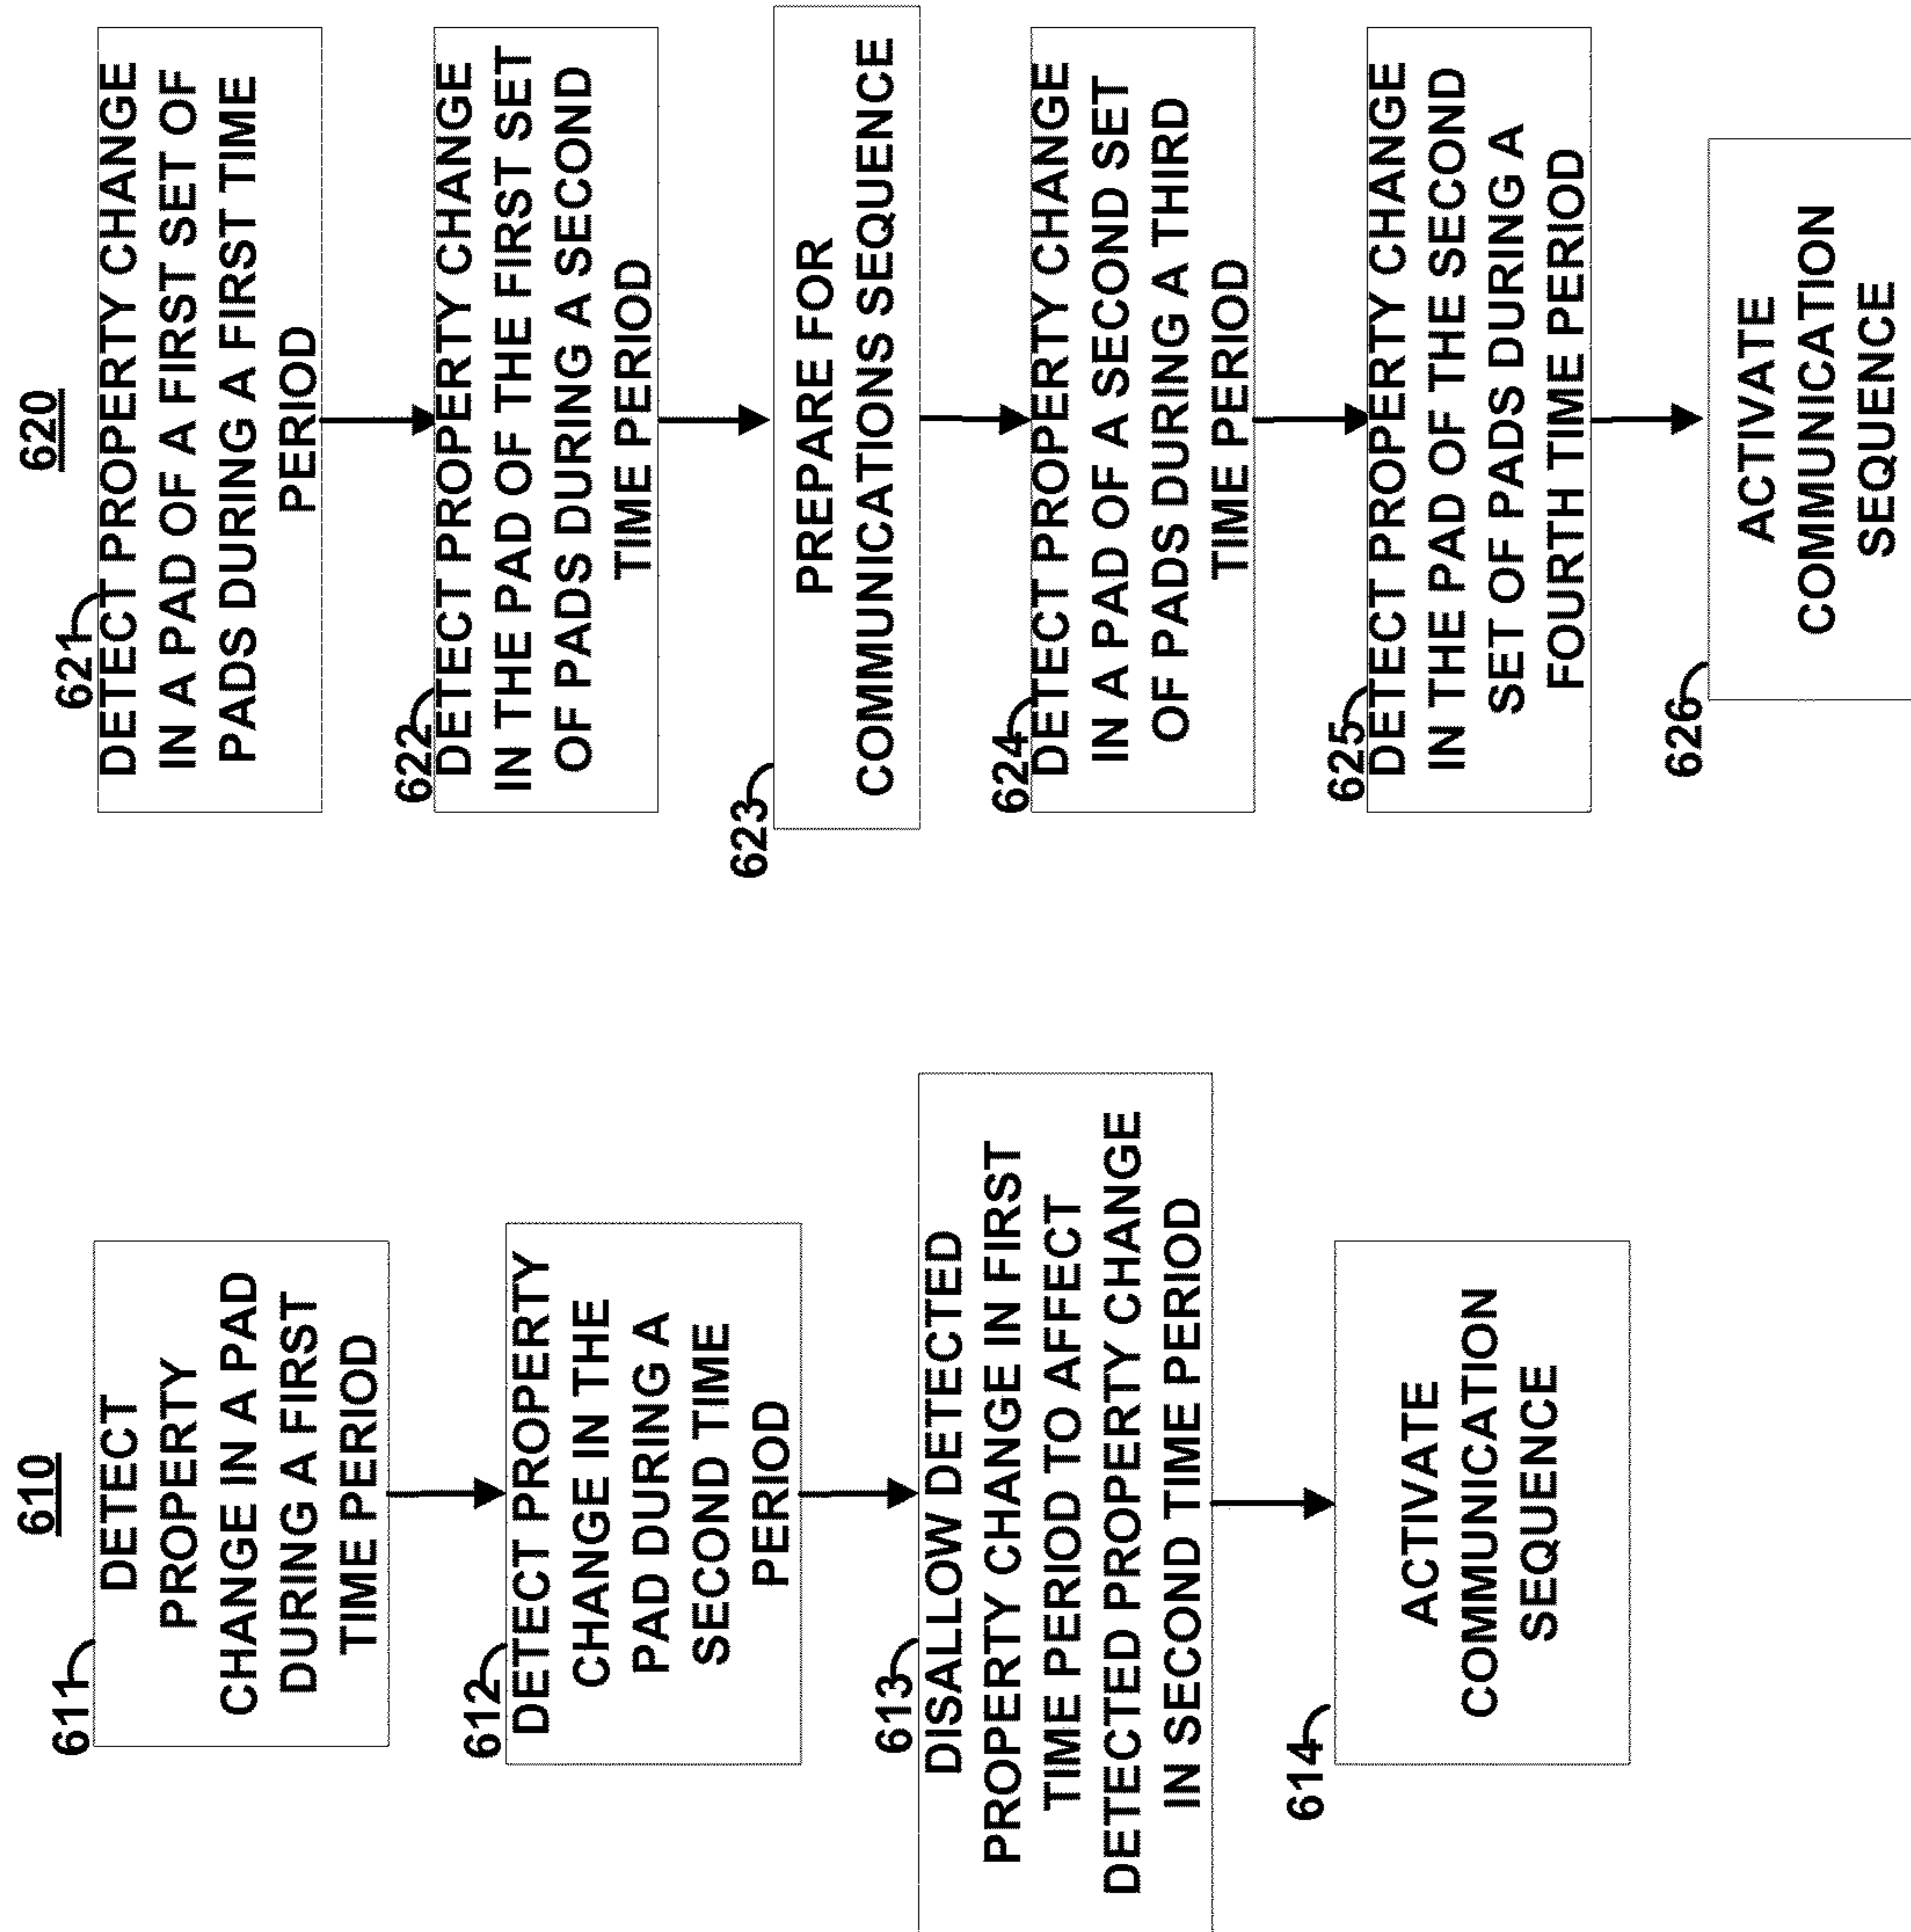 610
611
DETECT
PROPERTY
CHANGE IN A PAD
DURING A FIRST
TIME PERIOD
612
DETECT PROPERTY
CHANGE IN THE
PAD DURING A
SECOND TIME
PERIOD
613
DISALLOW DETECTED
PROPERTY CHANGE IN FIRST
TIME PERIOD TO AFFECT
DETECTED PROPERTY CHANGE
IN SECOND TIME PERIOD
614
ACTIVATE
COMMUNICATION
SEQUENCE
620
621
DETECT PROPERTY CHANGE
IN A PAD OF A FIRST SET OF
PADS DURING A FIRST TIME
PERIOD
622
DETECT PROPERTY CHANGE
IN THE PAD OF THE FIRST SET
OF PADS DURING A SECOND
TIME PERIOD
623
PREPARE FOR
COMMUNICATIONS SEQUENCE
624
DETECT PROPERTY CHANGE
IN A PAD OF A SECOND SET
OF PADS DURING A THIRD
TIME PERIOD
625
DETECT PROPERTY CHANGE
IN THE PAD OF THE SECOND
SET OF PADS DURING A
FOURTH TIME PERIOD
626
ACTIVATE
COMMUNICATION
SEQUENCE